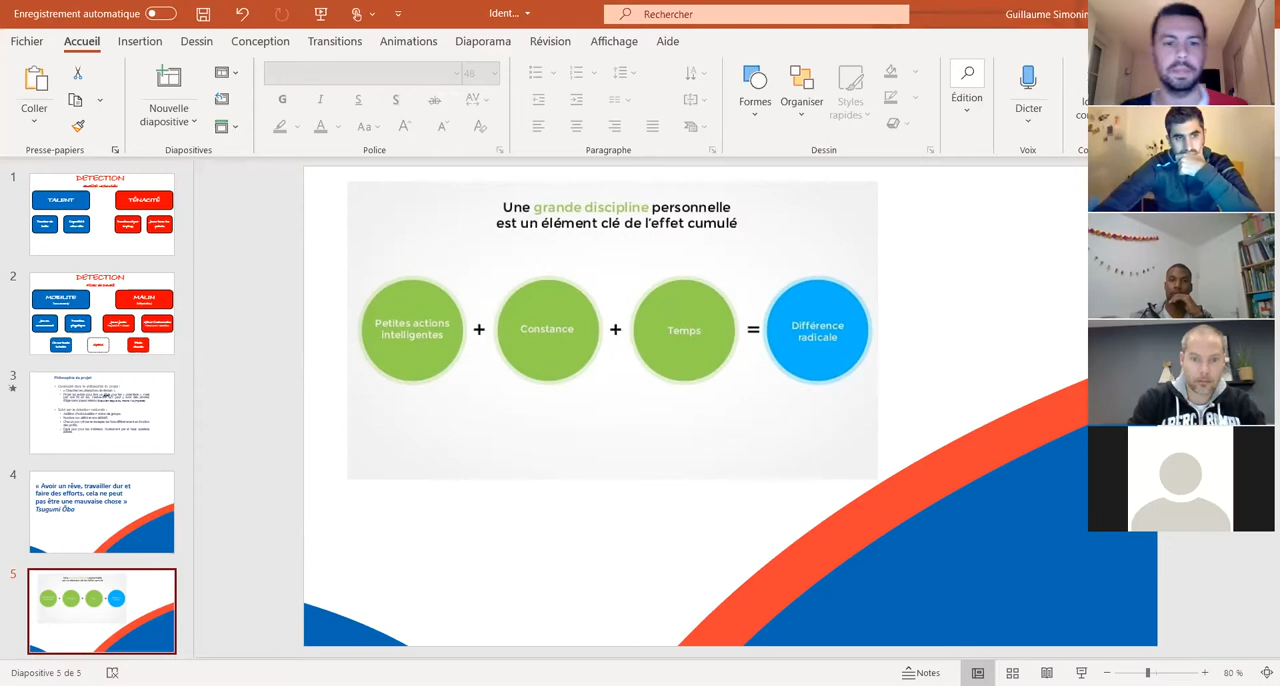 Enregistrement automatique
Ident...
Rechercher
Guillaume Simonin
Fichier
Accueil
Insertion
Dessin
Conception
Transitions
Animations
Diaporama
Révision
Affichage
Aide
Coller
Nouvelle
diapositive
48
G
I
S
S
ab
AV
A
Aa
A
A
A
Formes
Organiser
Styles
rapides
Édition
Dicter
Presse-papiers
Diapositives
Police
Paragraphe
Dessin
Voix
1
DÉTECTION
TALENT
TÉNACITÉ
2
DÉTECTION
MOBILITÉ
MALIN
3
Philosophie du projet
4
« Avoir un rêve, travailler dur et
faire des efforts, cela ne peut
pas être une mauvaise chose »
Tsugumi Ōba
5
Une grande discipline personnelle
est un élément clé de l'effet cumulé
Petites actions
intelligentes
+
Constance
+
Temps
=
Différence
radicale
Diapositive 5 de 5
Notes
80 %